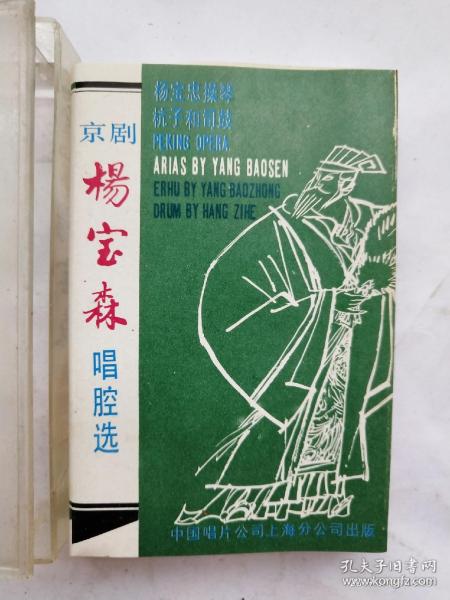 京剧
楊宝森
唱腔选
杨宝忠操琴
杭子和司鼓
PEKING OPERA
ARIAS BY YANG BAOSEN
ERHU BY YANG BAOZHONG
DRUM BY HANG ZIHE
中国唱片公司上海分公司出版
孔夫子旧书网
kongfz.com